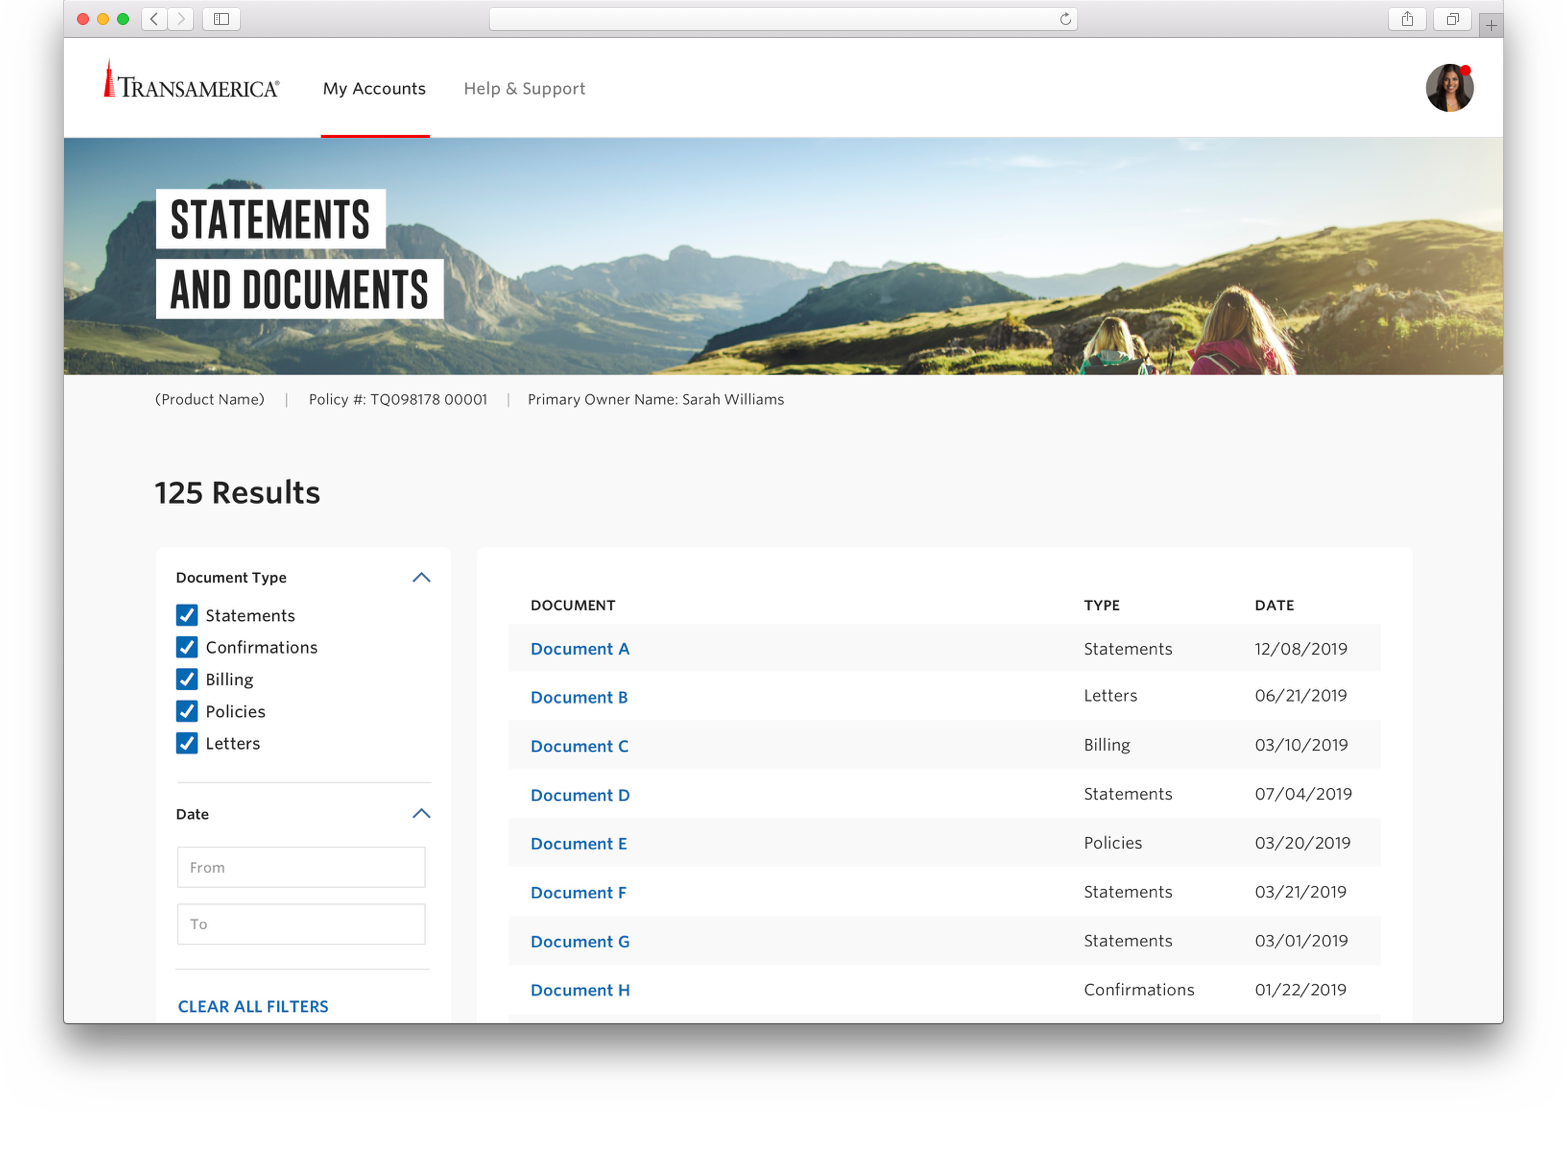 TRANSAMERICA®
My Accounts
Help & Support
STATEMENTS
AND DOCUMENTS
(Product Name) | Policy #: TQ098178 00001 | Primary Owner Name: Sarah Williams
125 Results
Document Type
Statements
Confirmations
Billing
Policies
Letters
Date
From
To
CLEAR ALL FILTERS
DOCUMENT TYPE DATE
Document A Statements 12/08/2019
Document B Letters 06/21/2019
Document C Billing 03/10/2019
Document D Statements 07/04/2019
Document E Policies 03/20/2019
Document F Statements 03/21/2019
Document G Statements 03/01/2019
Document H Confirmations 01/22/2019